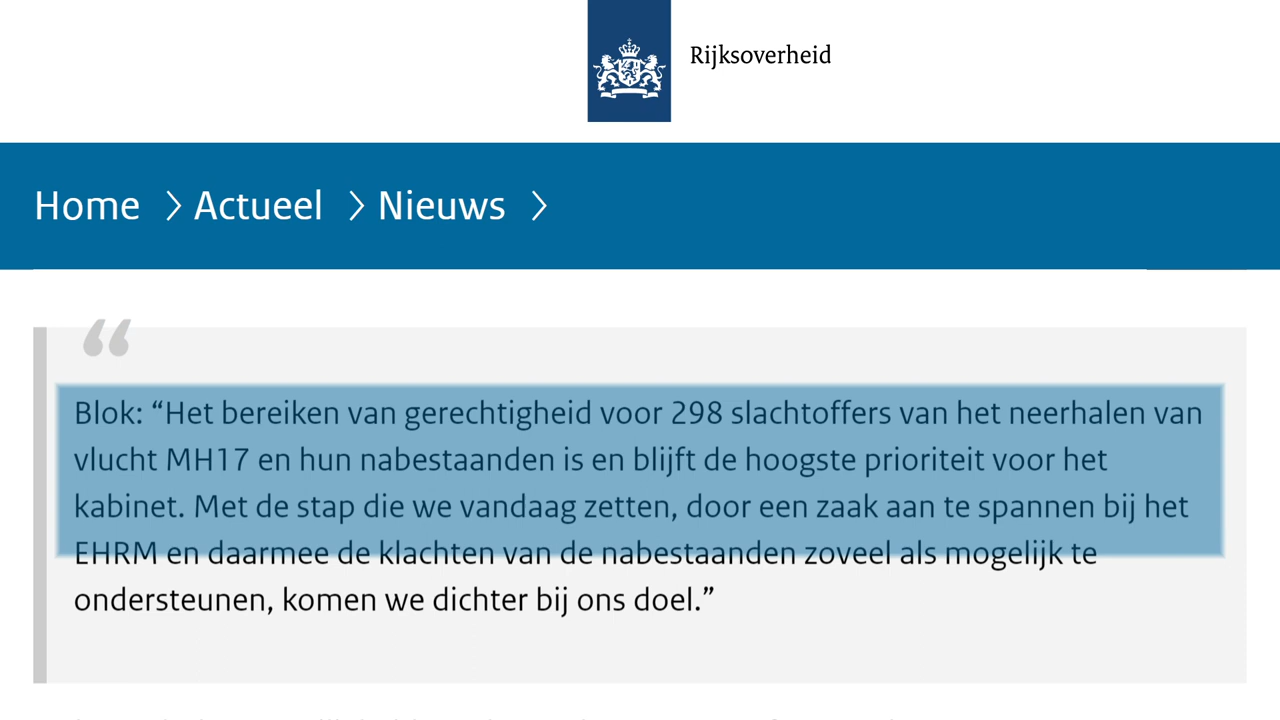 Rijksoverheid
Home > Actueel > Nieuws >
“
Blok: “Het bereiken van gerechtigheid voor 298 slachtoffers van het neerhalen van
vlucht MH17 en hun nabestaanden is en blijft de hoogste prioriteit voor het
kabinet. Met de stap die we vandaag zetten, door een zaak aan te spannen bij het
EHRM en daarmee de klachten van de nabestaanden zoveel als mogelijk te
ondersteunen, komen we dichter bij ons doel.”